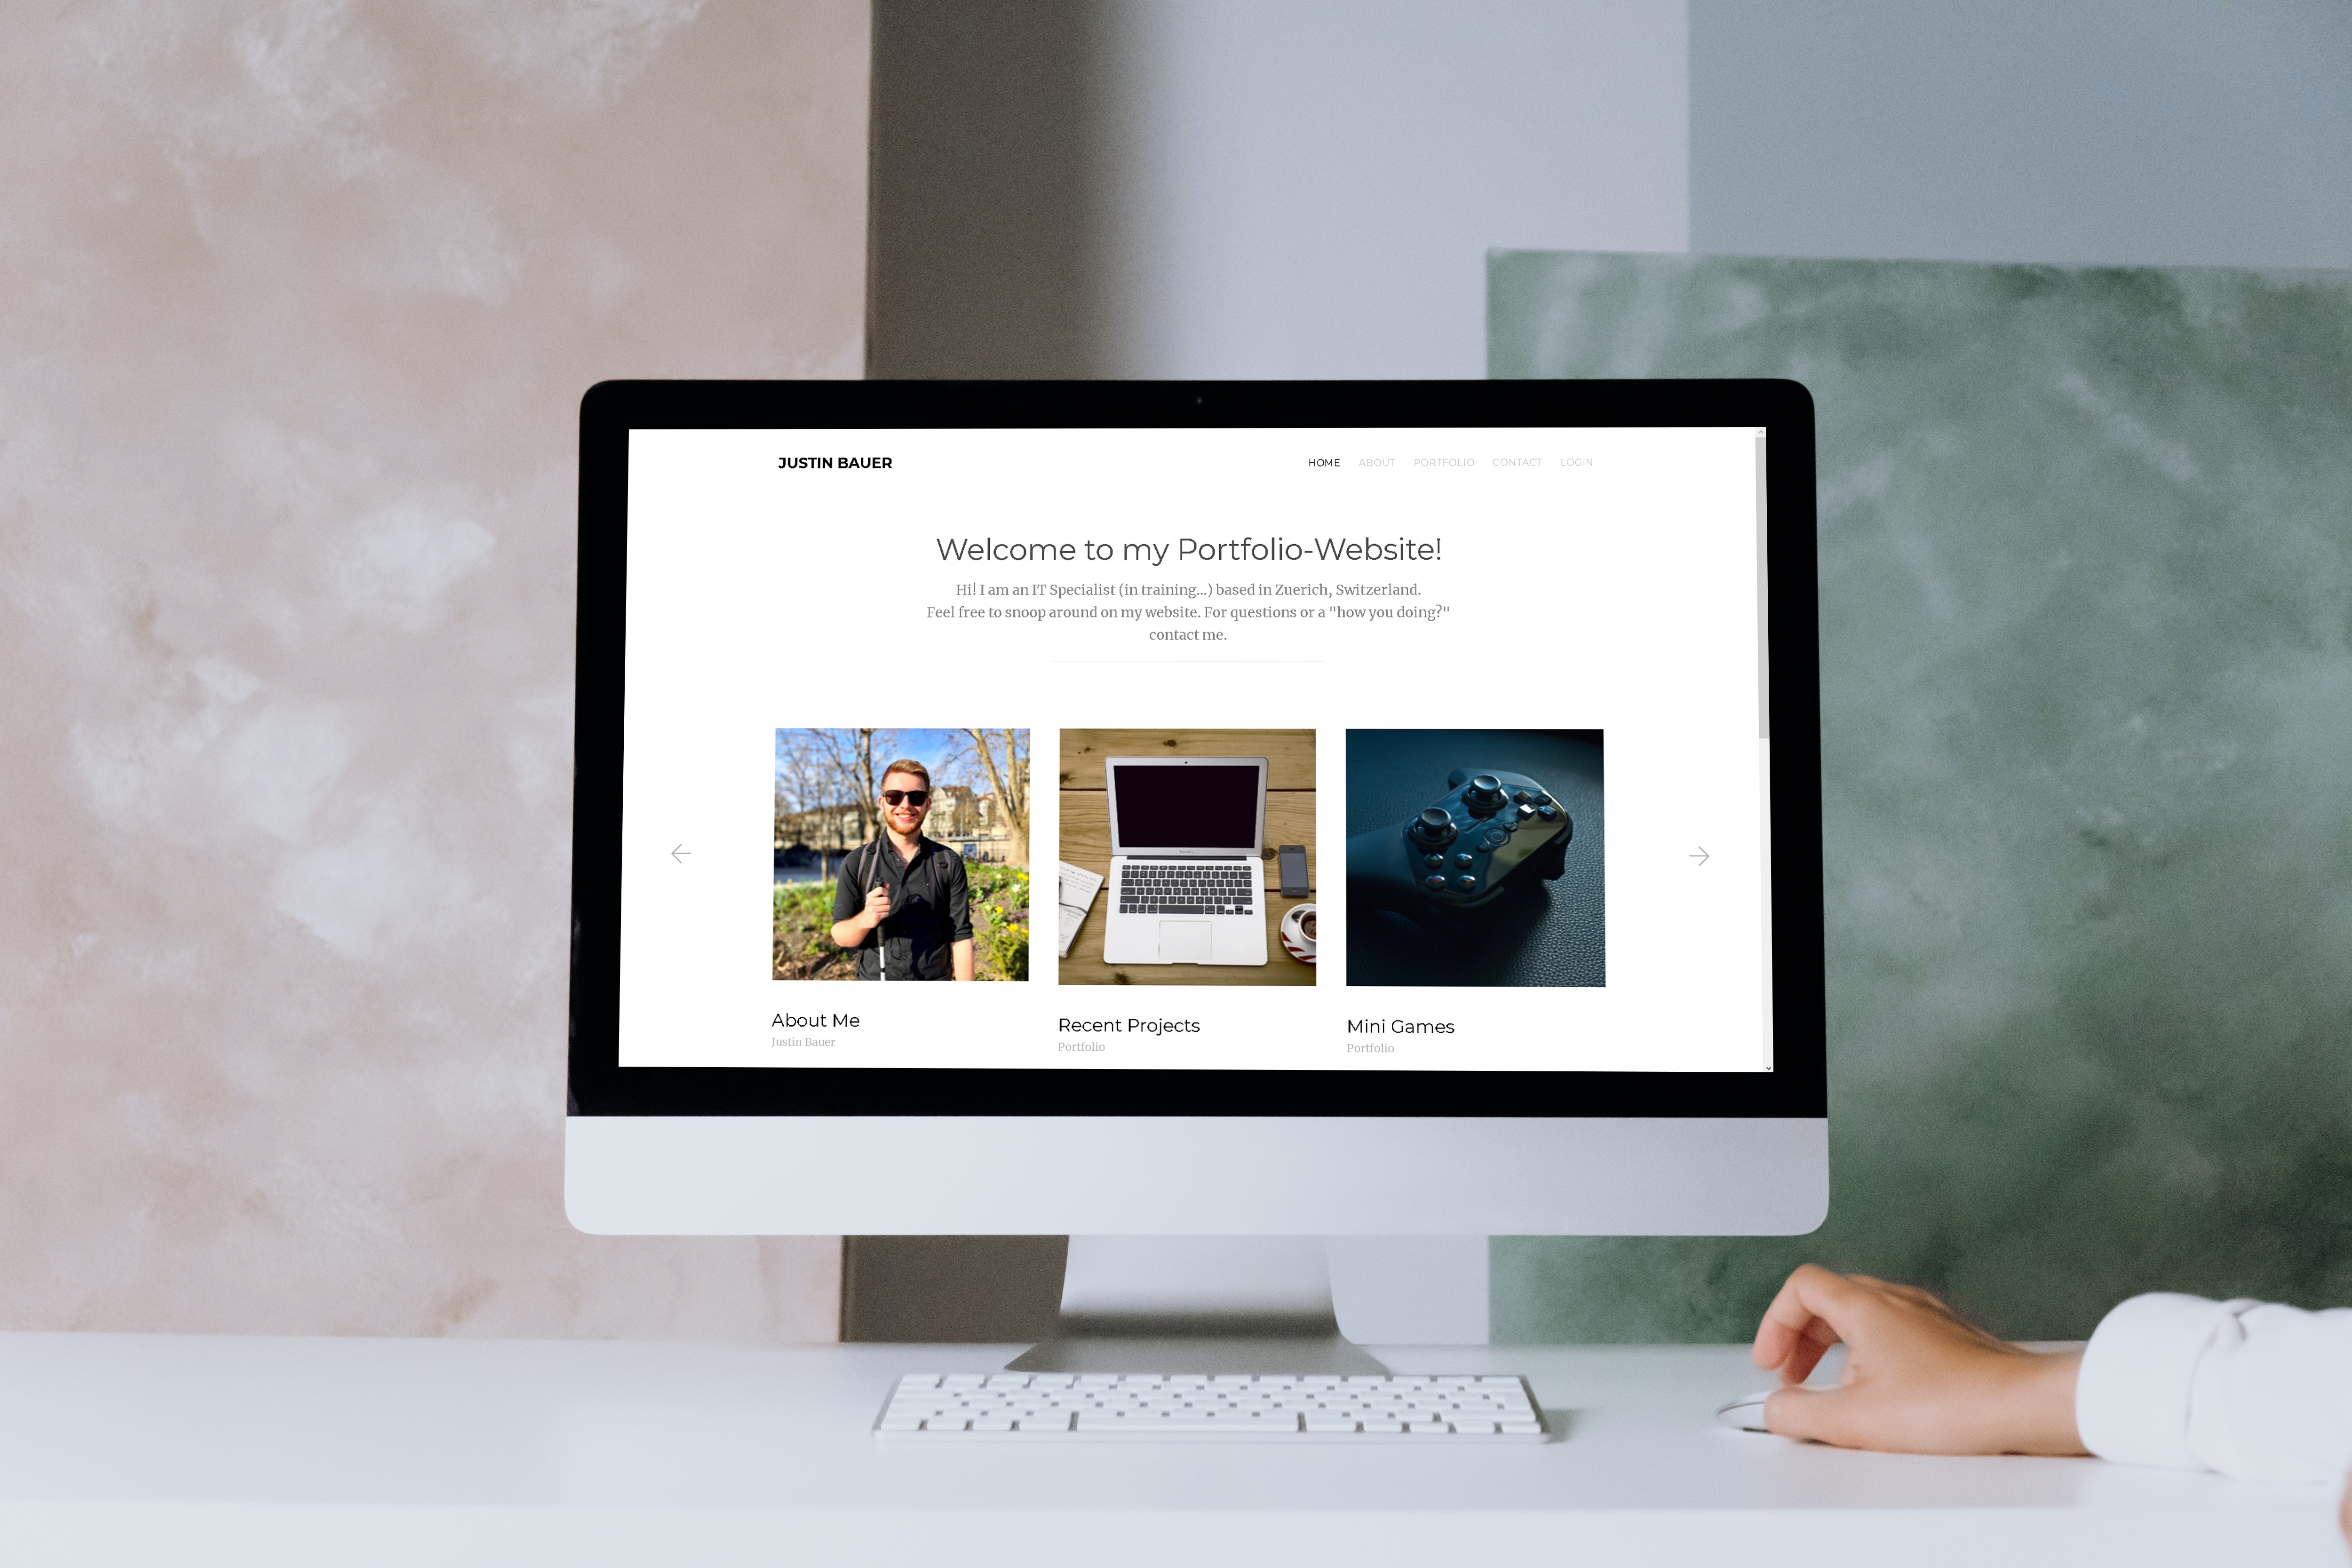 JUSTIN BAUER
HOME ABOUT PORTFOLIO CONTACT LOGIN
Welcome to my Portfolio-Website!
Hi! I am an IT Specialist (in training...) based in Zuerich, Switzerland.
Feel free to snoop around on my website. For questions or a "how you doing?"
contact me.
About Me
Justin Bauer
Recent Projects
Portfolio
Mini Games
Portfolio